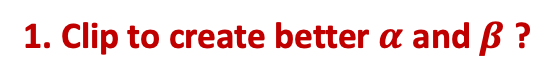 1. Clip to create better α and β ?